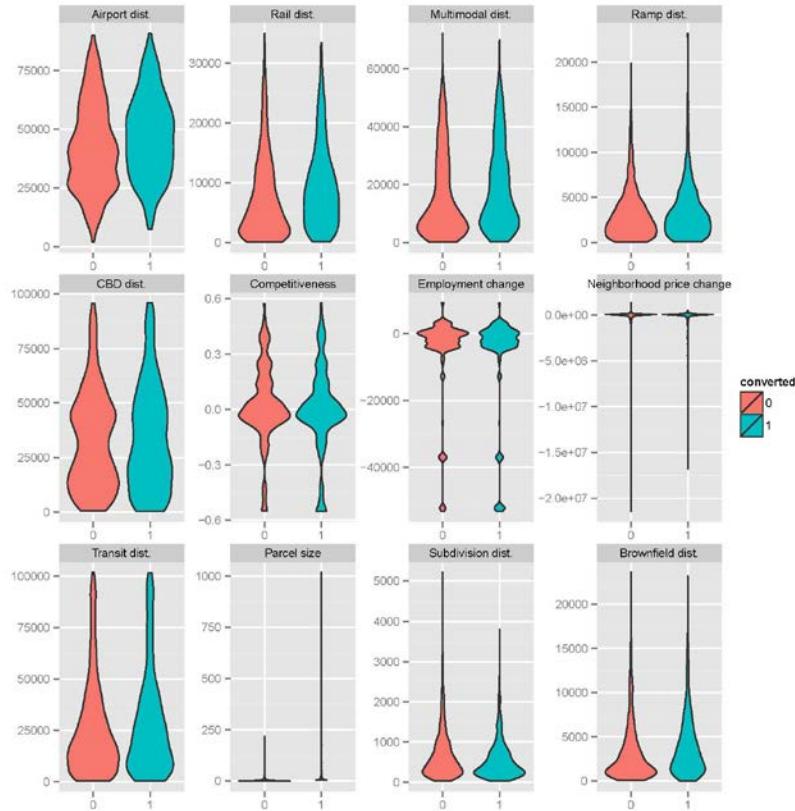 Airport dist. Rail dist. Multimodal dist. Ramp dist.
75000 30000 60000 20000
50000 20000 40000 15000
25000 10000 20000 10000
5000
0 0 0 0
0 1 0 1 0 1 0 1
CBD dist. Competitiveness Employment change Neighborhood price change
100000 0.6 0 0.0e+00
75000 0.3 -5.0e+06
50000 0.0 -20000 -1.0e+07
25000 -0.3 -40000 -1.5e+07
0 -0.6 -2.0e+07
0 1 0 1 0 1 0 1
converted
0
1
Transit dist. Parcel size Subdivision dist. Brownfield dist.
100000 1000 5000 20000
75000 750 4000 15000
50000 500 3000 10000
25000 250 2000 5000
1000
0 0 0 0
0 1 0 1 0 1 0 1